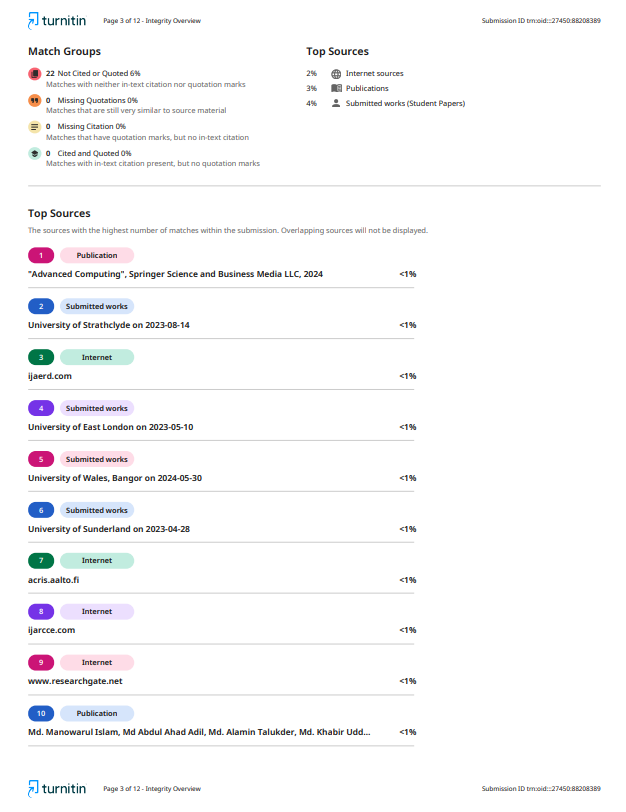 turnitin Page 3 of 12 - Integrity Overview Submission ID trn:oid:::27450:88208389
Match Groups
22 Not Cited or Quoted 6%
Matches with neither in-text citation nor quotation marks
0 Missing Quotations 0%
Matches that are still very similar to source material
0 Missing Citation 0%
Matches that have quotation marks, but no in-text citation
0 Cited and Quoted 0%
Matches with in-text citation present, but no quotation marks
Top Sources
2% Internet sources
3% Publications
4% Submitted works (Student Papers)
Top Sources
The sources with the highest number of matches within the submission. Overlapping sources will not be displayed.
1 Publication
"Advanced Computing", Springer Science and Business Media LLC, 2024 <1%
2 Submitted works
University of Strathclyde on 2023-08-14 <1%
3 Internet
ijaerd.com <1%
4 Submitted works
University of East London on 2023-05-10 <1%
5 Submitted works
University of Wales, Bangor on 2024-05-30 <1%
6 Submitted works
University of Sunderland on 2023-04-28 <1%
7 Internet
acris.aalto.fi <1%
8 Internet
ijarcce.com <1%
9 Internet
www.researchgate.net <1%
10 Publication
Md. Manowarul Islam, Md Abdul Ahad Adil, Md. Alamin Talukder, Md. Khabir Udd... <1%
turnitin Page 3 of 12 - Integrity Overview Submission ID trn:oid:::27450:88208389